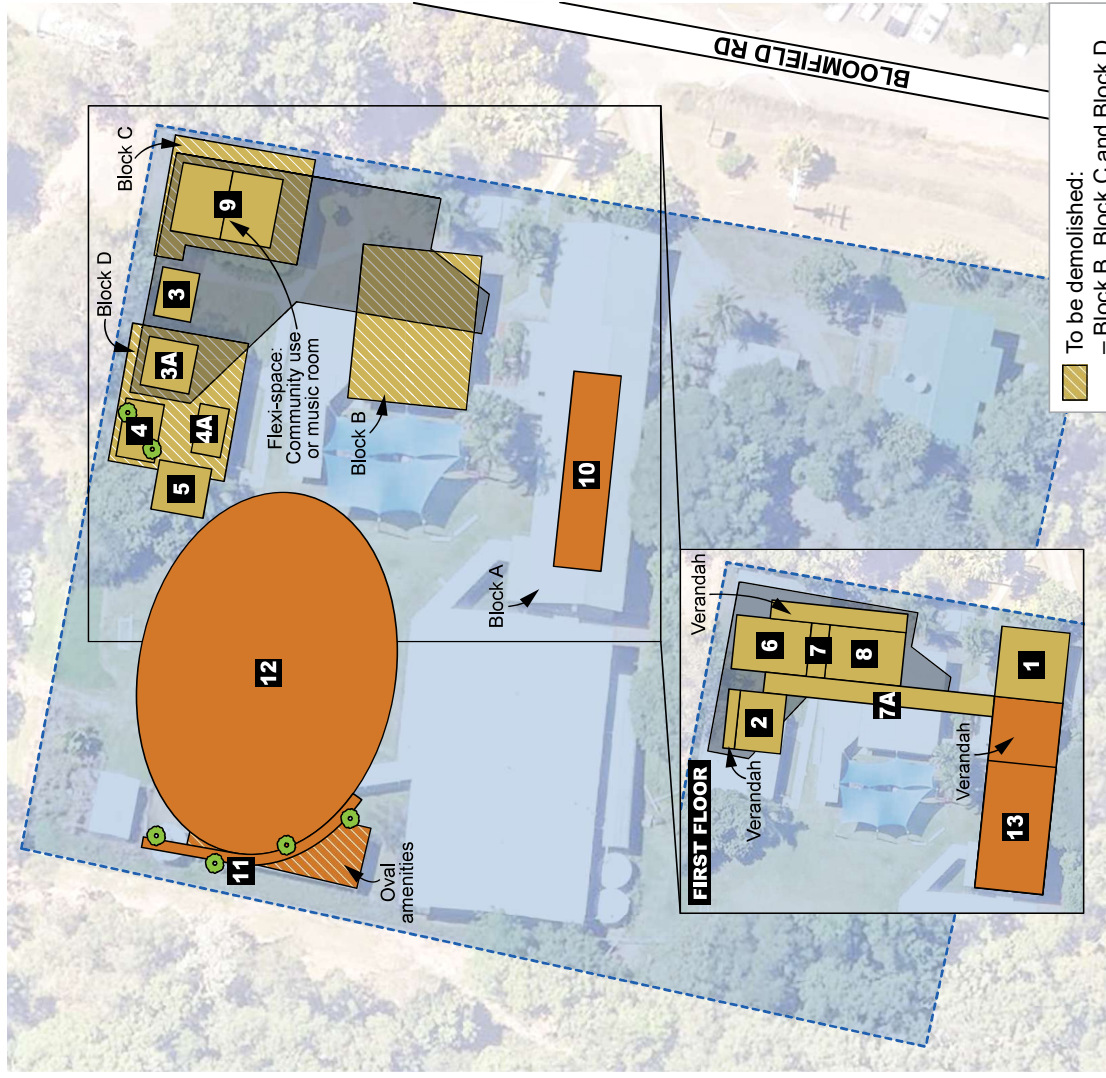 BLOOMFIELD RD
Block C
Block D
9
3
3A
4
4A
5
Flexi-space:
Community use
or music room
Block B
10
Block A
12
11
Oval
amenities
FIRST FLOOR
Verandah
6
7
8
2
7A
Verandah
Verandah
1
13
To be demolished:
– Block B, Block C and Block D